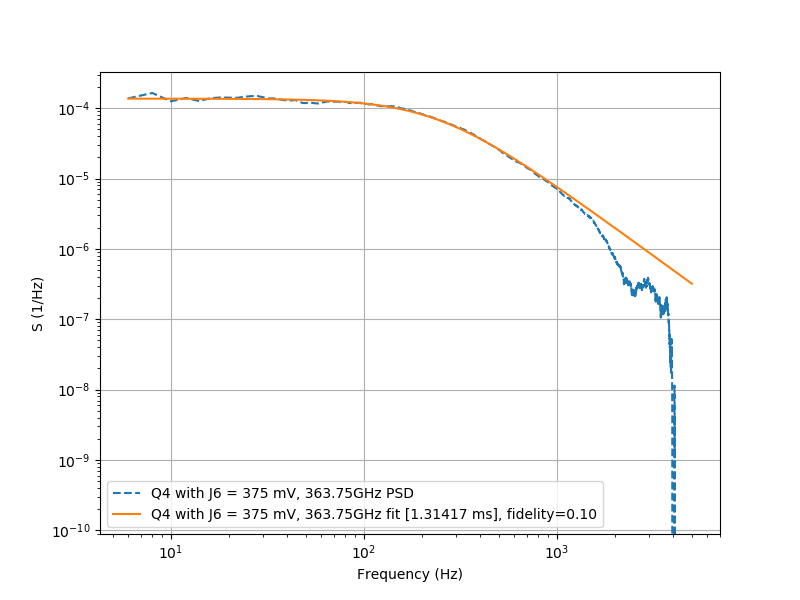 10⁻⁴
10⁻⁵
10⁻⁶
10⁻⁷
10⁻⁸
10⁻⁹
10⁻¹⁰
S (1/Hz)
Q4 with J6 = 375 mV, 363.75GHz PSD
Q4 with J6 = 375 mV, 363.75GHz fit [1.31417 ms], fidelity=0.10
10¹ 10² 10³
Frequency (Hz)